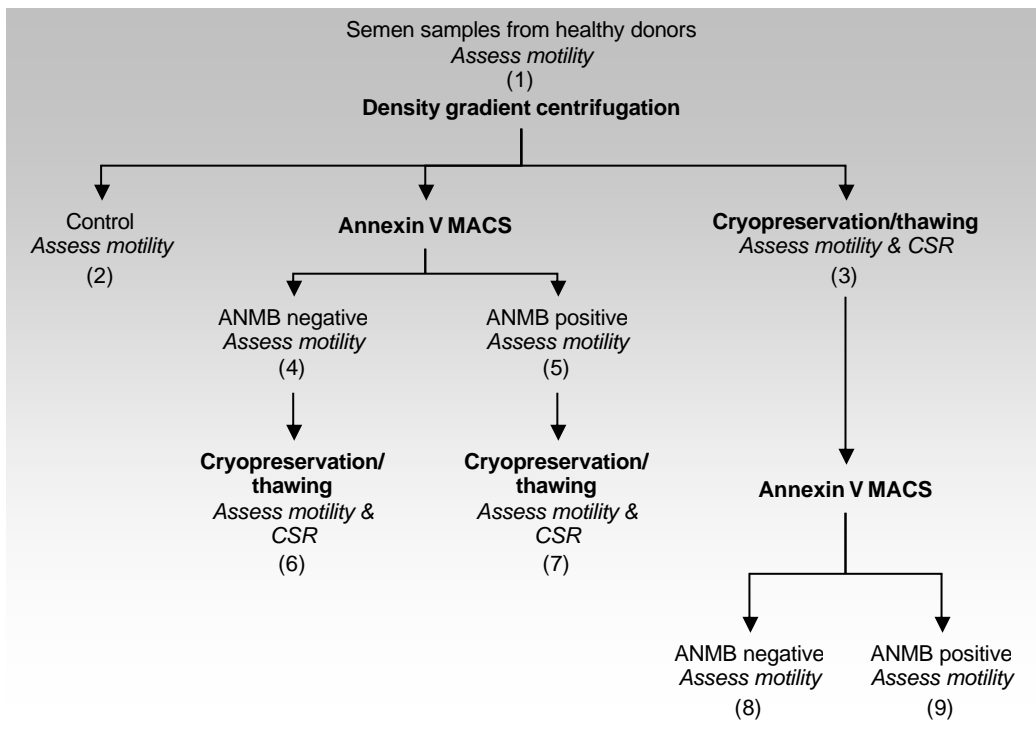 Semen samples from healthy donors
Assess motility
(1)
Density gradient centrifugation
Control
Assess motility
(2)
Annexin V MACS
Cryopreservation/thawing
Assess motility & CSR
(3)
ANMB negative
Assess motility
(4)
ANMB positive
Assess motility
(5)
Cryopreservation/
thawing
Assess motility &
CSR
(6)
Cryopreservation/
thawing
Assess motility &
CSR
(7)
Annexin V MACS
ANMB negative
Assess motility
(8)
ANMB positive
Assess motility
(9)